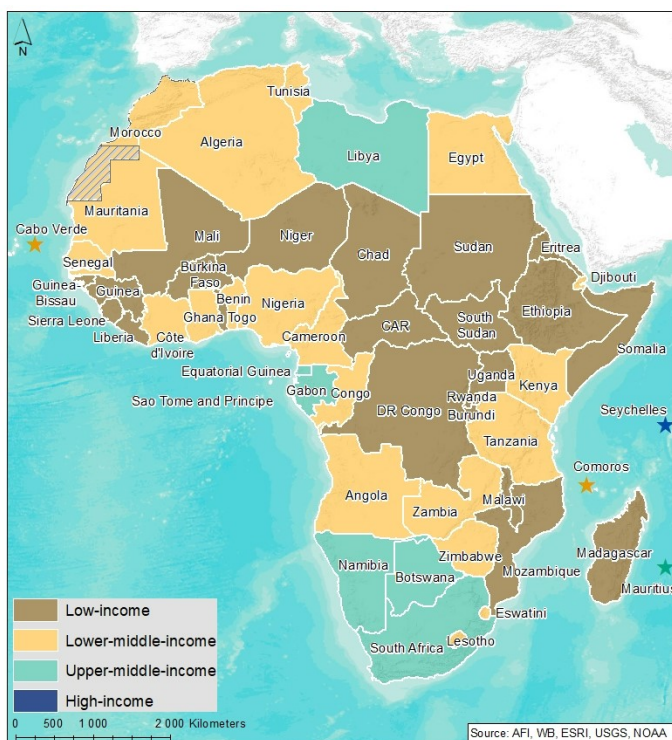 N
Tunisia
Morocco
Algeria
Libya
Egypt
Mauritania
Cabo Verde
Mali
Niger
Chad
Sudan
Eritrea
Senegal
Djibouti
Guinea-
Bissau
Guinea
Burkina
Faso
Benin
Nigeria
Ethiopia
Sierra Leone
Ghana
Togo
CAR
South
Sudan
Liberia
Côte
d'Ivoire
Cameroon
Somalia
Equatorial Guinea
Gabon
Congo
Uganda
Kenya
Sao Tome and Principe
DR Congo
Rwanda
Burundi
Seychelles
Tanzania
Comoros
Angola
Zambia
Malawi
Zimbabwe
Madagascar
Namibia
Botswana
Mozambique
Mauritius
Eswatini
South Africa
Lesotho
Low-income
Lower-middle-income
Upper-middle-income
High-income
0 500 1 000 2 000 Kilometers
Source: AFI, WB, ESRI, USGS, NOAA